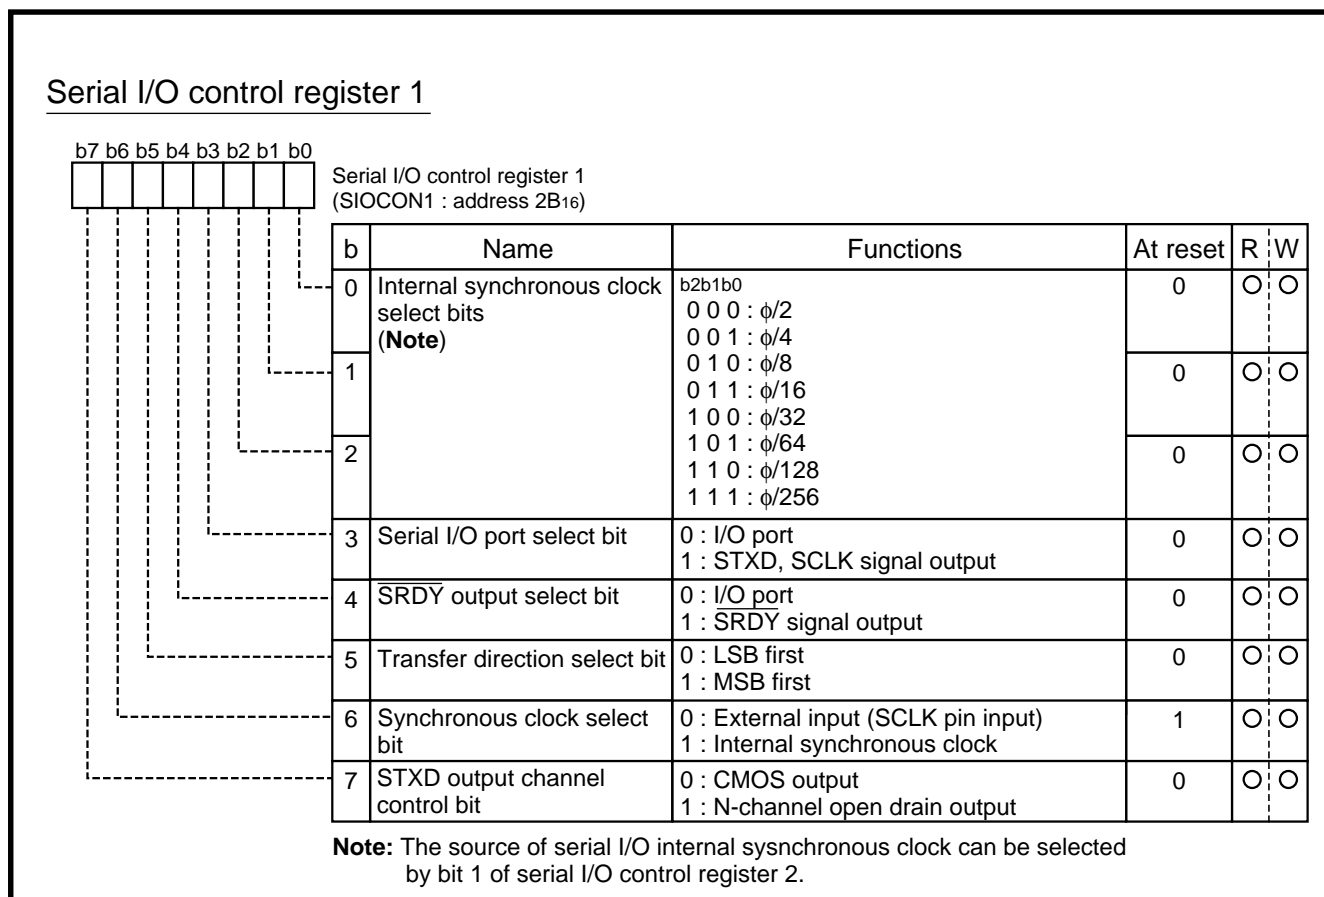 Serial I/O control register 1
b7 b6 b5 b4 b3 b2 b1 b0
Serial I/O control register 1
(SIOCON1 : address 2B16)
b Name Functions At reset R W
0 Internal synchronous clock select bits (Note)
b2b1b0
0 0 0 : ϕ/2
0 0 1 : ϕ/4
0 1 0 : ϕ/8
0 1 1 : ϕ/16
1 0 0 : ϕ/32
1 0 1 : ϕ/64
1 1 0 : ϕ/128
1 1 1 : ϕ/256
0
1 0
2 0
3 Serial I/O port select bit 0 : I/O port 0
1 : STXD, SCLK signal output
4 S̅R̅D̅Y̅ output select bit 0 : I/O port 0
1 : S̅R̅D̅Y̅ signal output
5 Transfer direction select bit 0 : LSB first 0
1 : MSB first
6 Synchronous clock select bit 0 : External input (SCLK pin input) 1
1 : Internal synchronous clock
7 STXD output channel control bit 0 : CMOS output 0
1 : N-channel open drain output
Note: The source of serial I/O internal sysnchronous clock can be selected
by bit 1 of serial I/O control register 2.